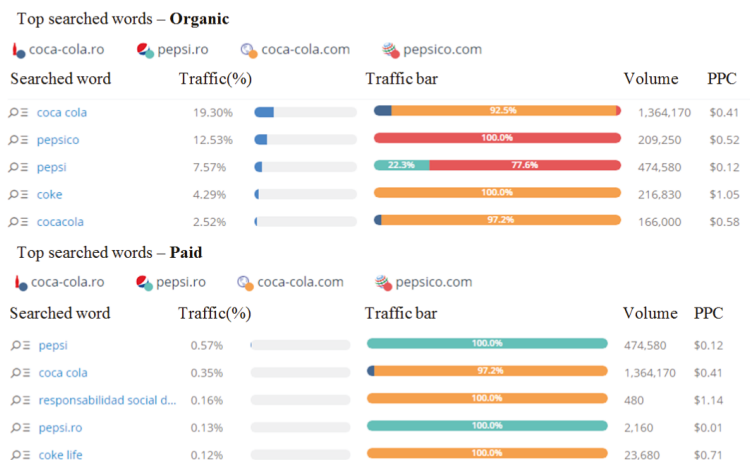 Top searched words – Organic
coca-cola.ro pepsi.ro coca-cola.com pepsico.com
Searched word Traffic(%) Traffic bar Volume PPC
coca cola 19.30% 92.5% 1,364,170 $0.41
pepsico 12.53% 100.0% 209,250 $0.52
pepsi 7.57% 22.3% 77.6% 474,580 $0.12
coke 4.29% 100.0% 216,830 $1.05
cocacola 2.52% 97.2% 166,000 $0.58
Top searched words – Paid
coca-cola.ro pepsi.ro coca-cola.com pepsico.com
Searched word Traffic(%) Traffic bar Volume PPC
pepsi 0.57% 100.0% 474,580 $0.12
coca cola 0.35% 97.2% 1,364,170 $0.41
responsabilidad social d... 0.16% 100.0% 480 $1.14
pepsi.ro 0.13% 100.0% 2,160 $0.01
coke life 0.12% 100.0% 23,680 $0.71